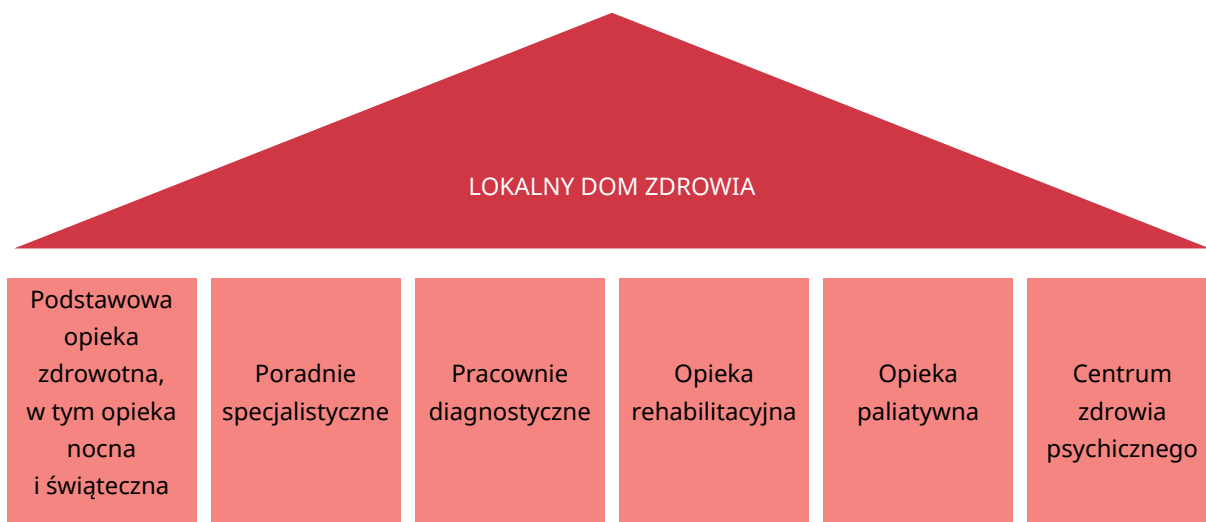 LOKALNY DOM ZDROWIA
Podstawowa
opieka
zdrowotna,
w tym opieka
nocna
i świąteczna
Poradnie
specjalistyczne
Pracownie
diagnostyczne
Opieka
rehabilitacyjna
Opieka
paliatywna
Centrum
zdrowia
psychicznego